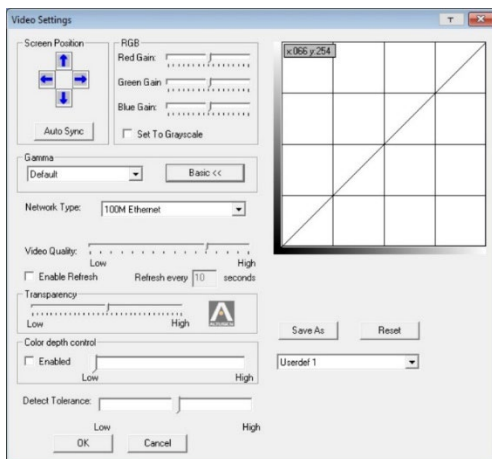 Video Settings
Screen Position
RGB
Red Gain:
Green Gain
Blue Gain:
Auto Sync
Set To Grayscale
x:066 y:254
Gamma
Default
Basic <<
Network Type:
100M Ethernet
Video Quality:
Low High
Enable Refresh Refresh every 10 seconds
Transparency
Low High
Save As Reset
Color depth control
Enabled
Low High
Userdef 1
Detect Tolerance:
Low High
OK Cancel